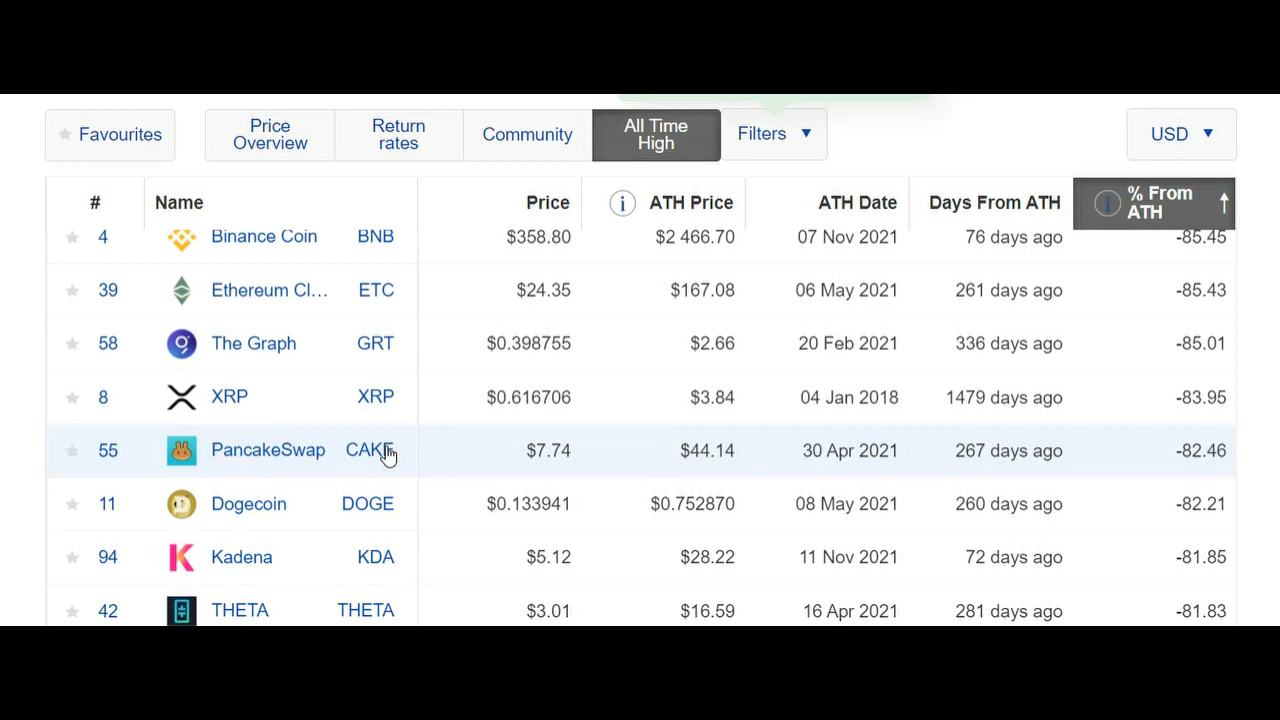 Favourites Price Overview Return rates Community All Time High Filters USD
# Name Price ATH Price ATH Date Days From ATH % From ATH
4 Binance Coin BNB $358.80 $2 466.70 07 Nov 2021 76 days ago -85.45
39 Ethereum Cl... ETC $24.35 $167.08 06 May 2021 261 days ago -85.43
58 The Graph GRT $0.398755 $2.66 20 Feb 2021 336 days ago -85.01
8 XRP XRP $0.616706 $3.84 04 Jan 2018 1479 days ago -83.95
55 PancakeSwap CAKE $7.74 $44.14 30 Apr 2021 267 days ago -82.46
11 Dogecoin DOGE $0.133941 $0.752870 08 May 2021 260 days ago -82.21
94 Kadena KDA $5.12 $28.22 11 Nov 2021 72 days ago -81.85
42 THETA THETA $3.01 $16.59 16 Apr 2021 281 days ago -81.83